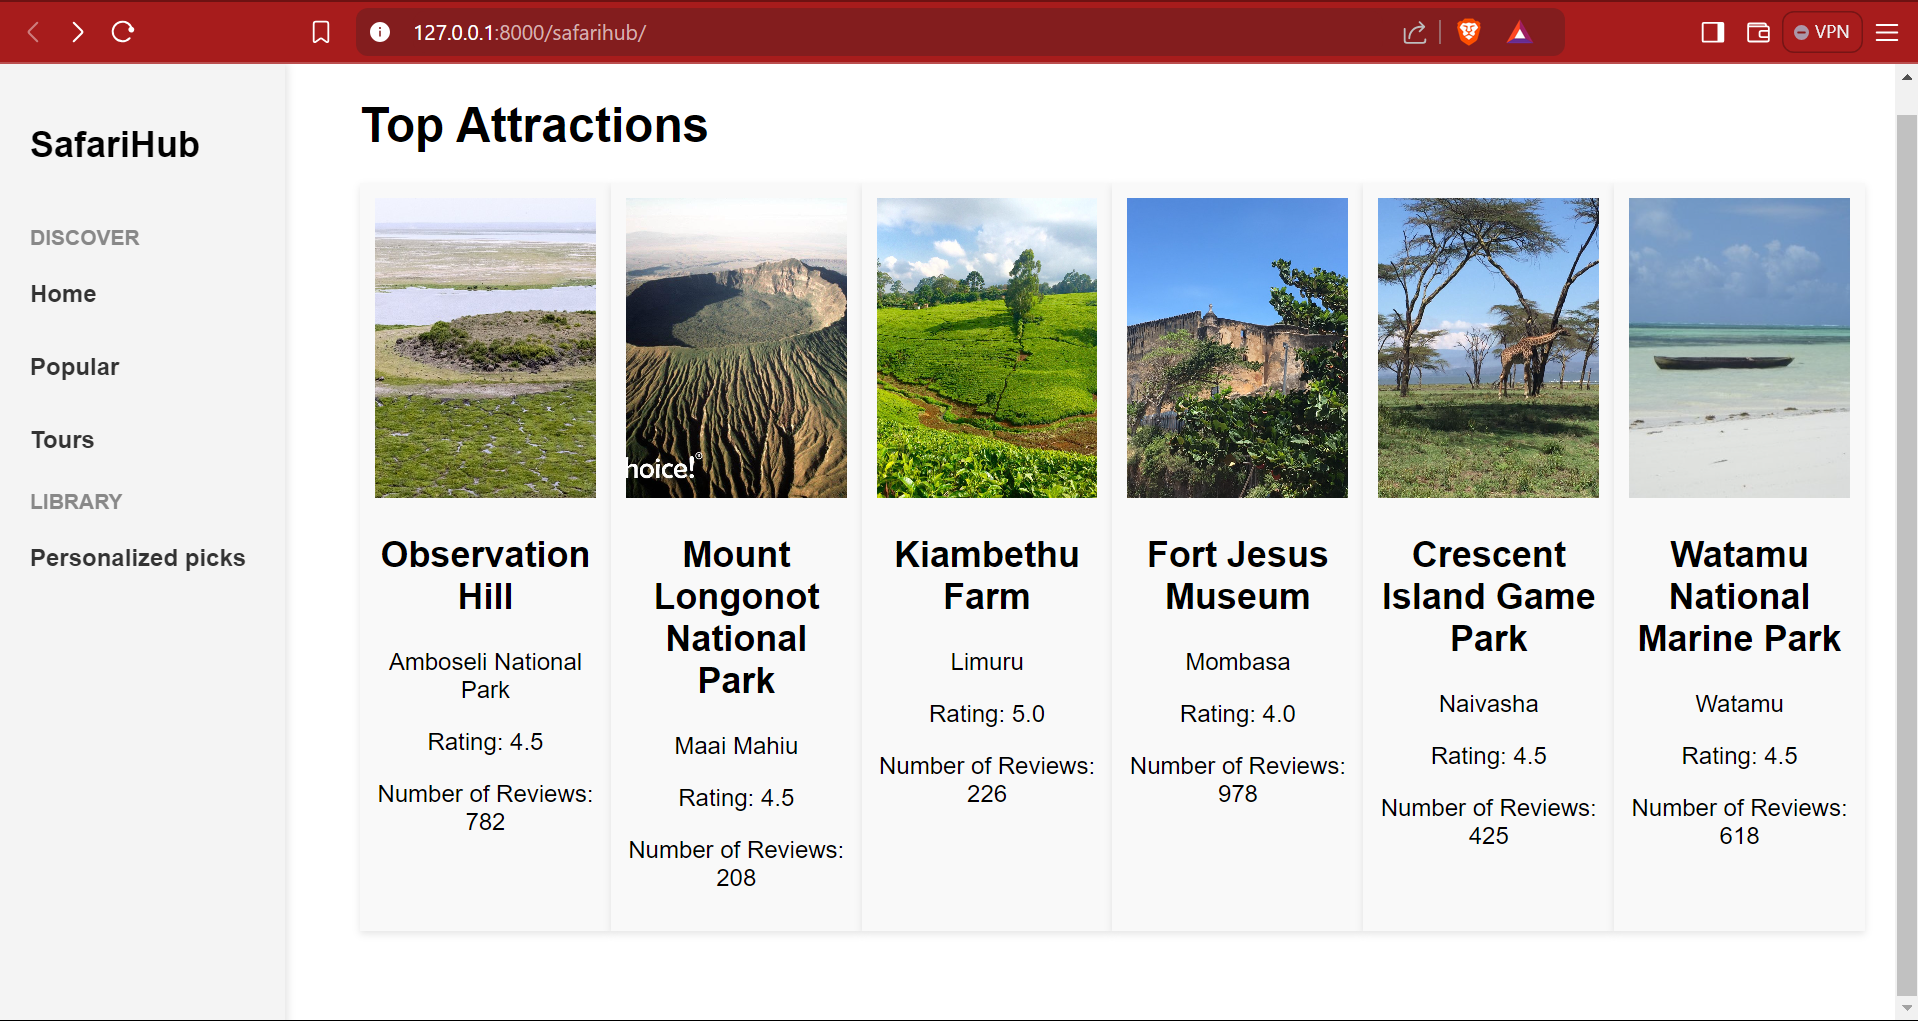 127.0.0.1:8000/safarihub/
VPN
SafariHub
DISCOVER
Home
Popular
Tours
LIBRARY
Personalized picks
Top Attractions
Observation
Hill
Amboseli National
Park
Rating: 4.5
Number of Reviews:
782
hoice!®
Mount
Longonot
National
Park
Maai Mahiu
Rating: 4.5
Number of Reviews:
208
Kiambethu
Farm
Limuru
Rating: 5.0
Number of Reviews:
226
Fort Jesus
Museum
Mombasa
Rating: 4.0
Number of Reviews:
978
Crescent
Island Game
Park
Naivasha
Rating: 4.5
Number of Reviews:
425
Watamu
National
Marine Park
Watamu
Rating: 4.5
Number of Reviews:
618